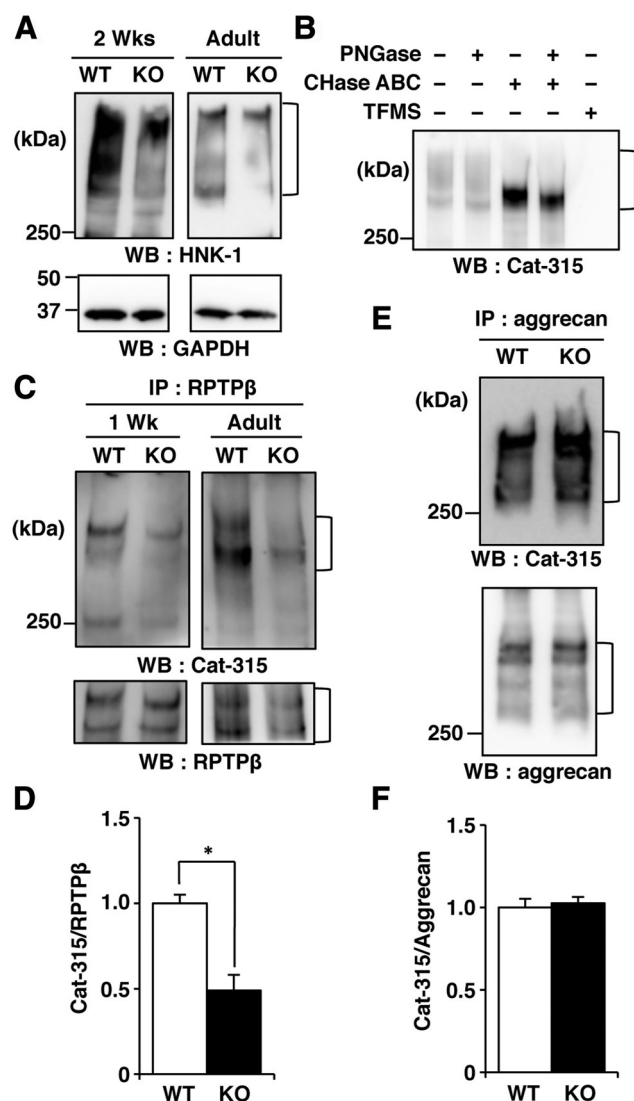 A
2 Wks Adult
WT KO WT KO
(kDa)
250
WB : HNK-1
50
37
WB : GAPDH
B
PNGase – + – + –
CHase ABC – – + + –
TFMS – – – – +
(kDa)
250
WB : Cat-315
C
IP : RPTPβ
1 Wk Adult
WT KO WT KO
(kDa)
250
WB : Cat-315
WB : RPTPβ
D
Cat-315/RPTPβ
1.5
1.0
0.5
0
*
WT KO
E
IP : aggrecan
WT KO
(kDa)
250
WB : Cat-315
250
WB : aggrecan
F
Cat-315/Aggrecan
1.5
1.0
0.5
0
WT KO